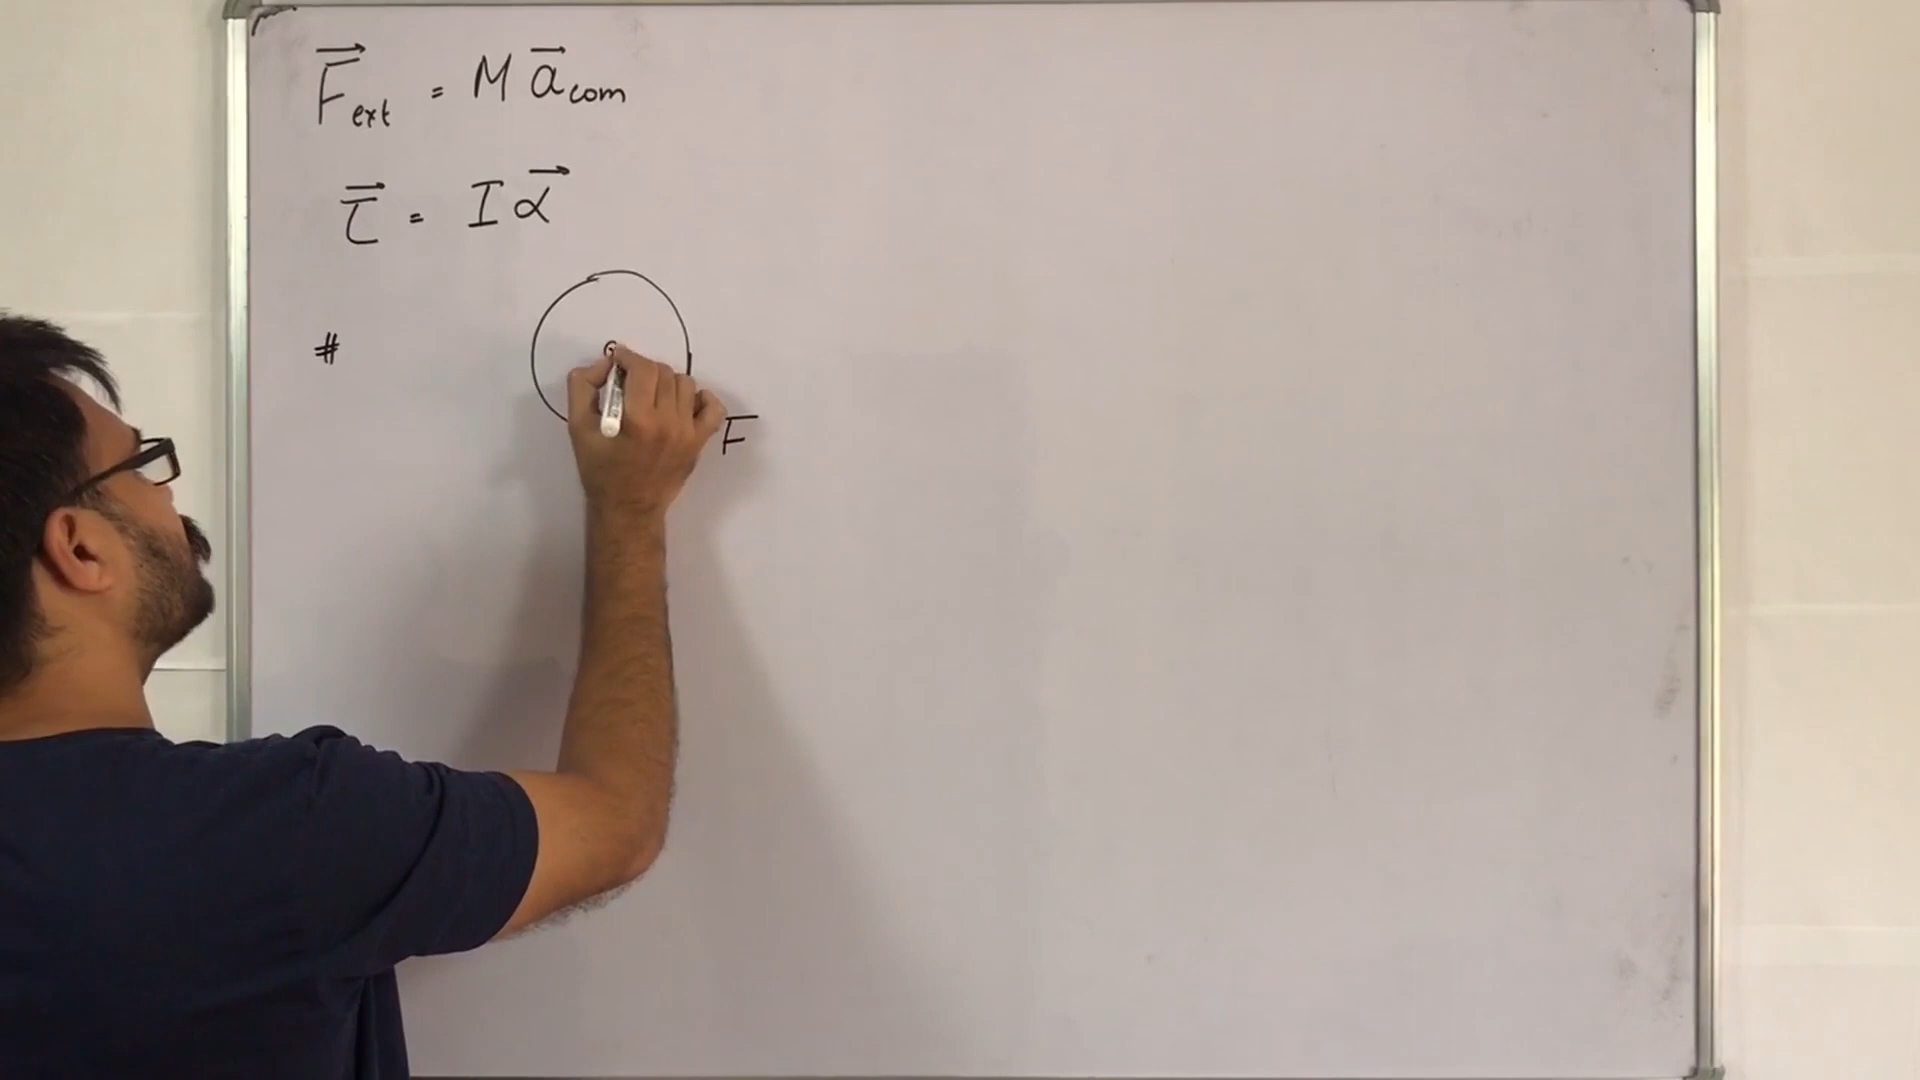 F⃗ext = M a⃗com
τ⃗ = I α⃗
#
F